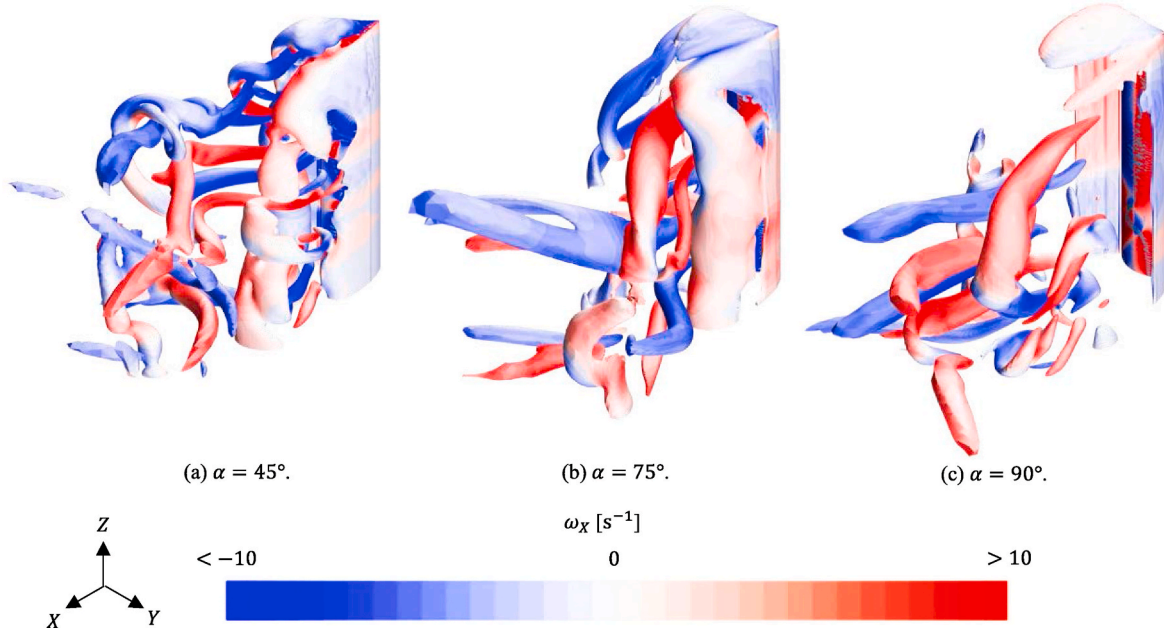 (a) α = 45°.
(b) α = 75°.
(c) α = 90°.
ω_X [s⁻¹]
< −10 0 > 10
Z
X Y